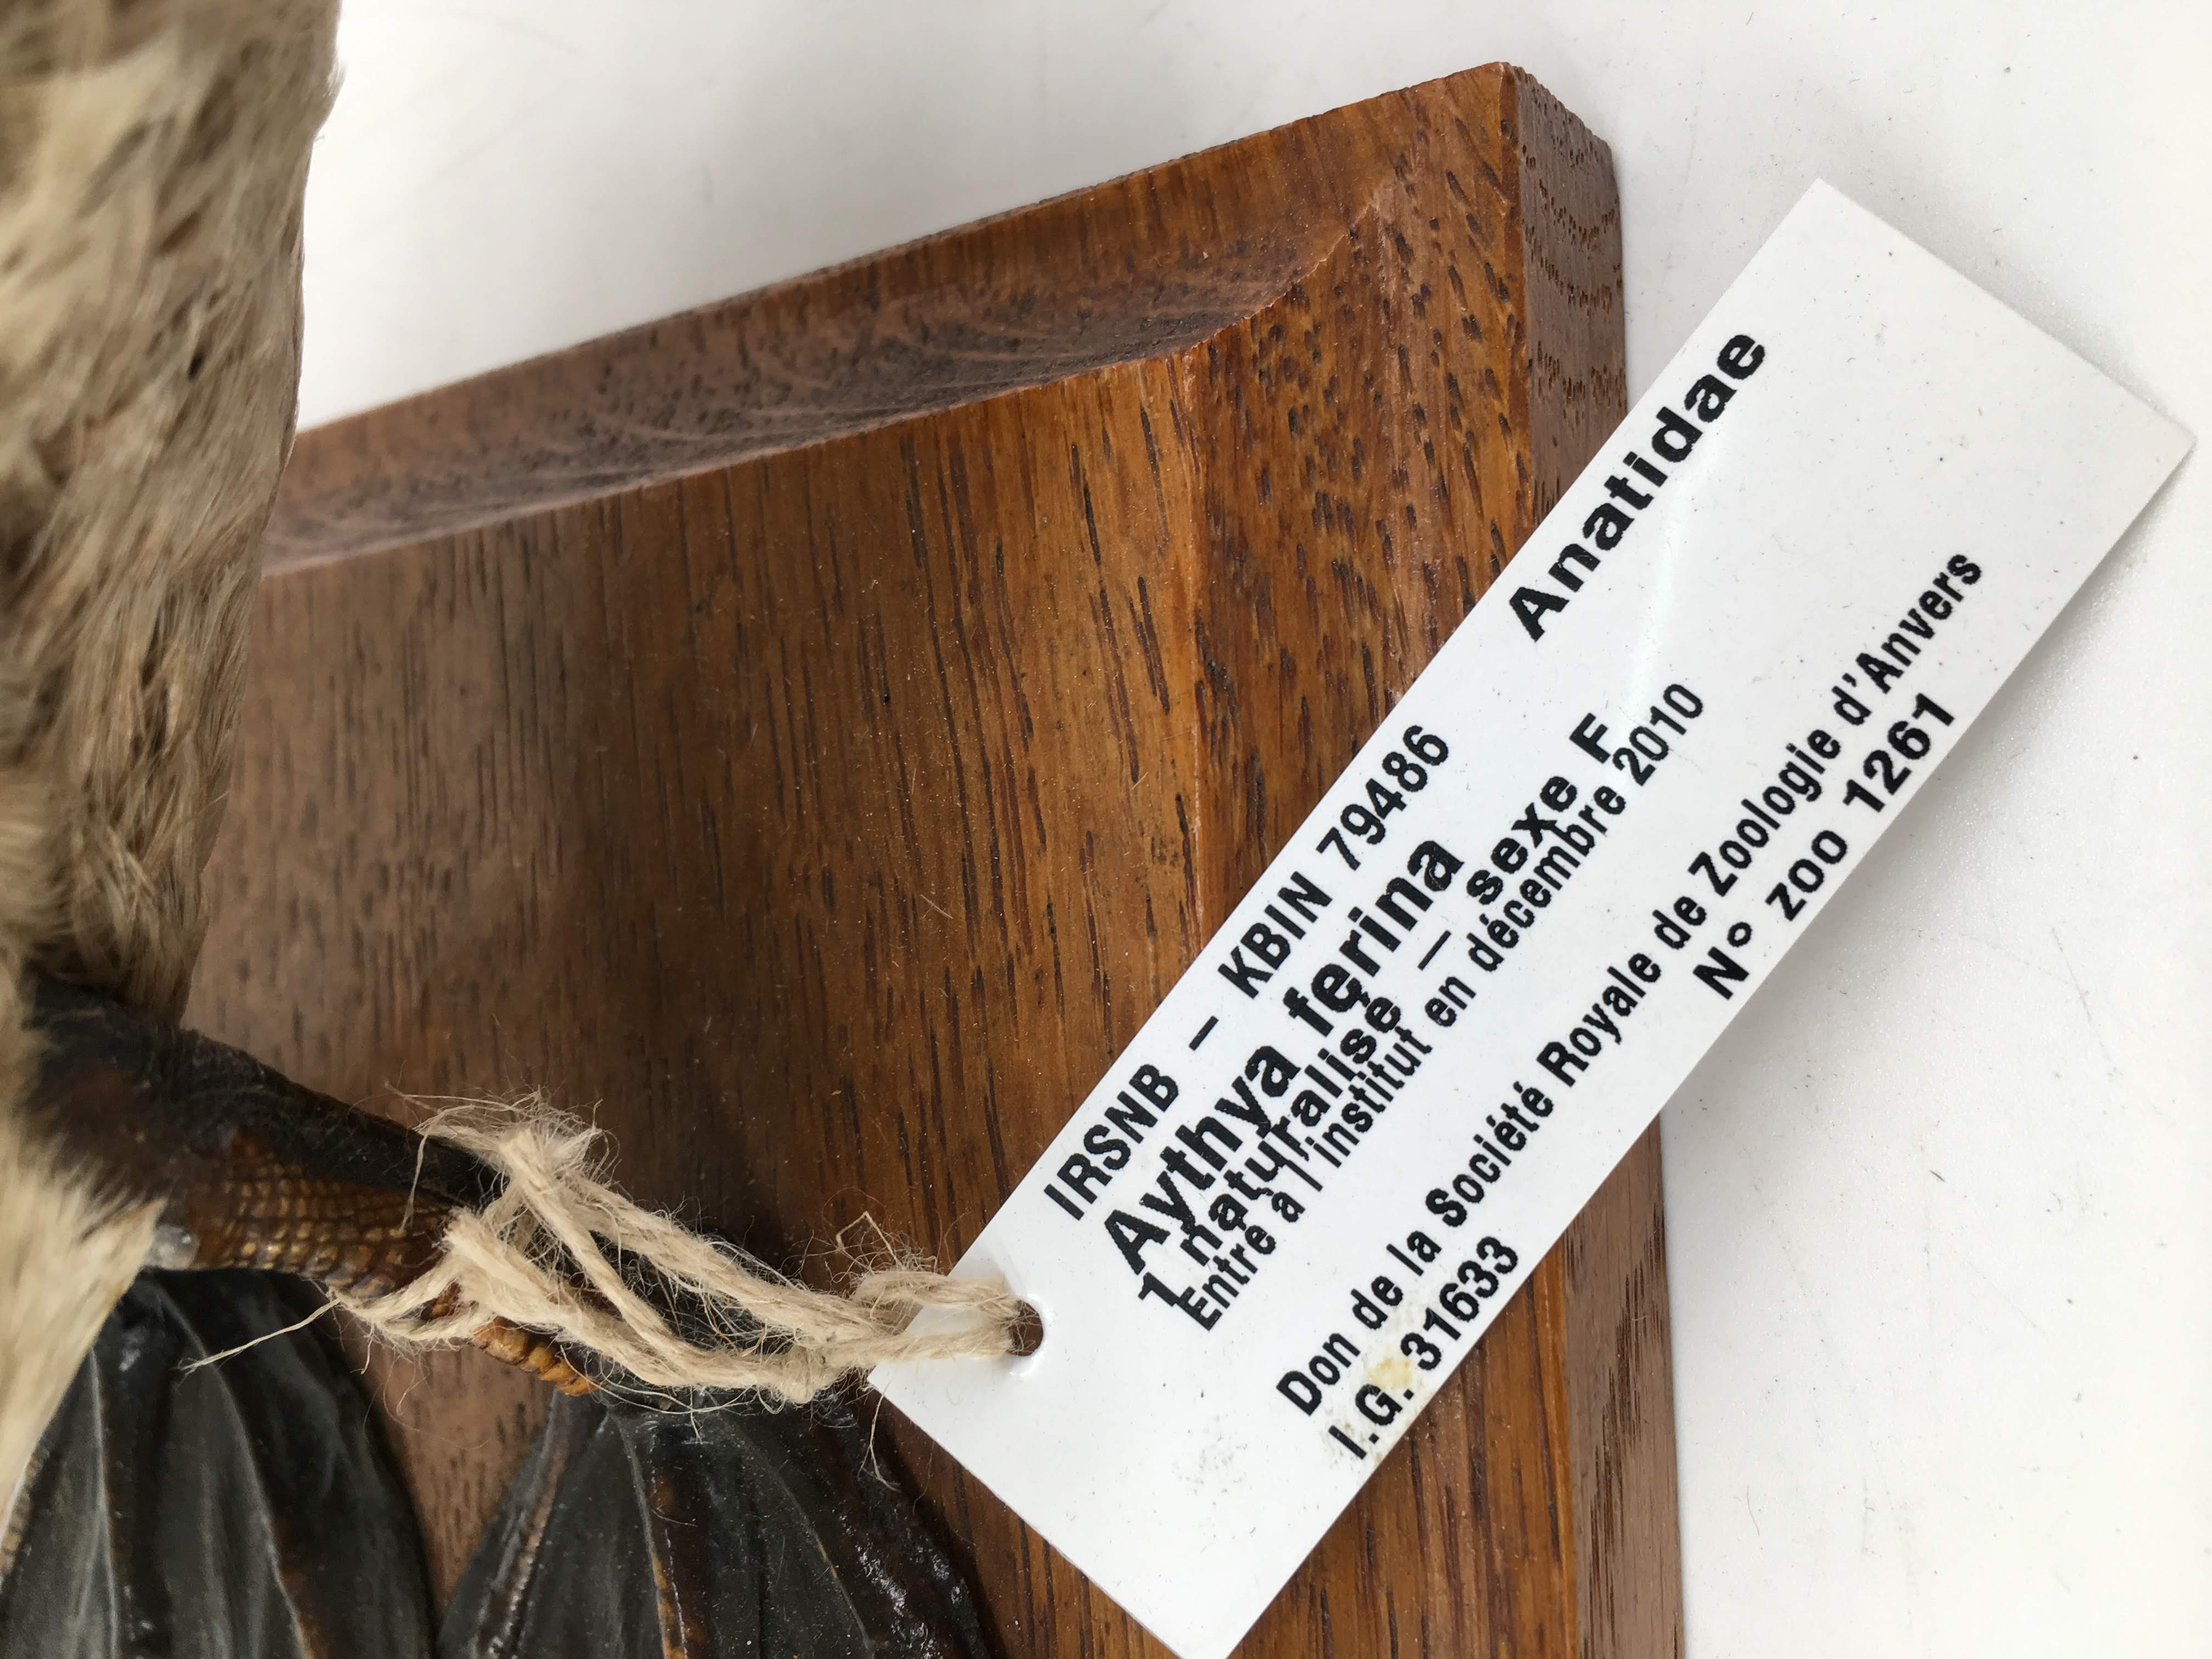 IRSNB – KBIN 79486
Aythya ferina Anatidae
1 naturalisé – sexe F
Entré à l'institut en décembre 2010
Don de la Société Royale de Zoologie d'Anvers
I.G. 31633 N° zoo 1261